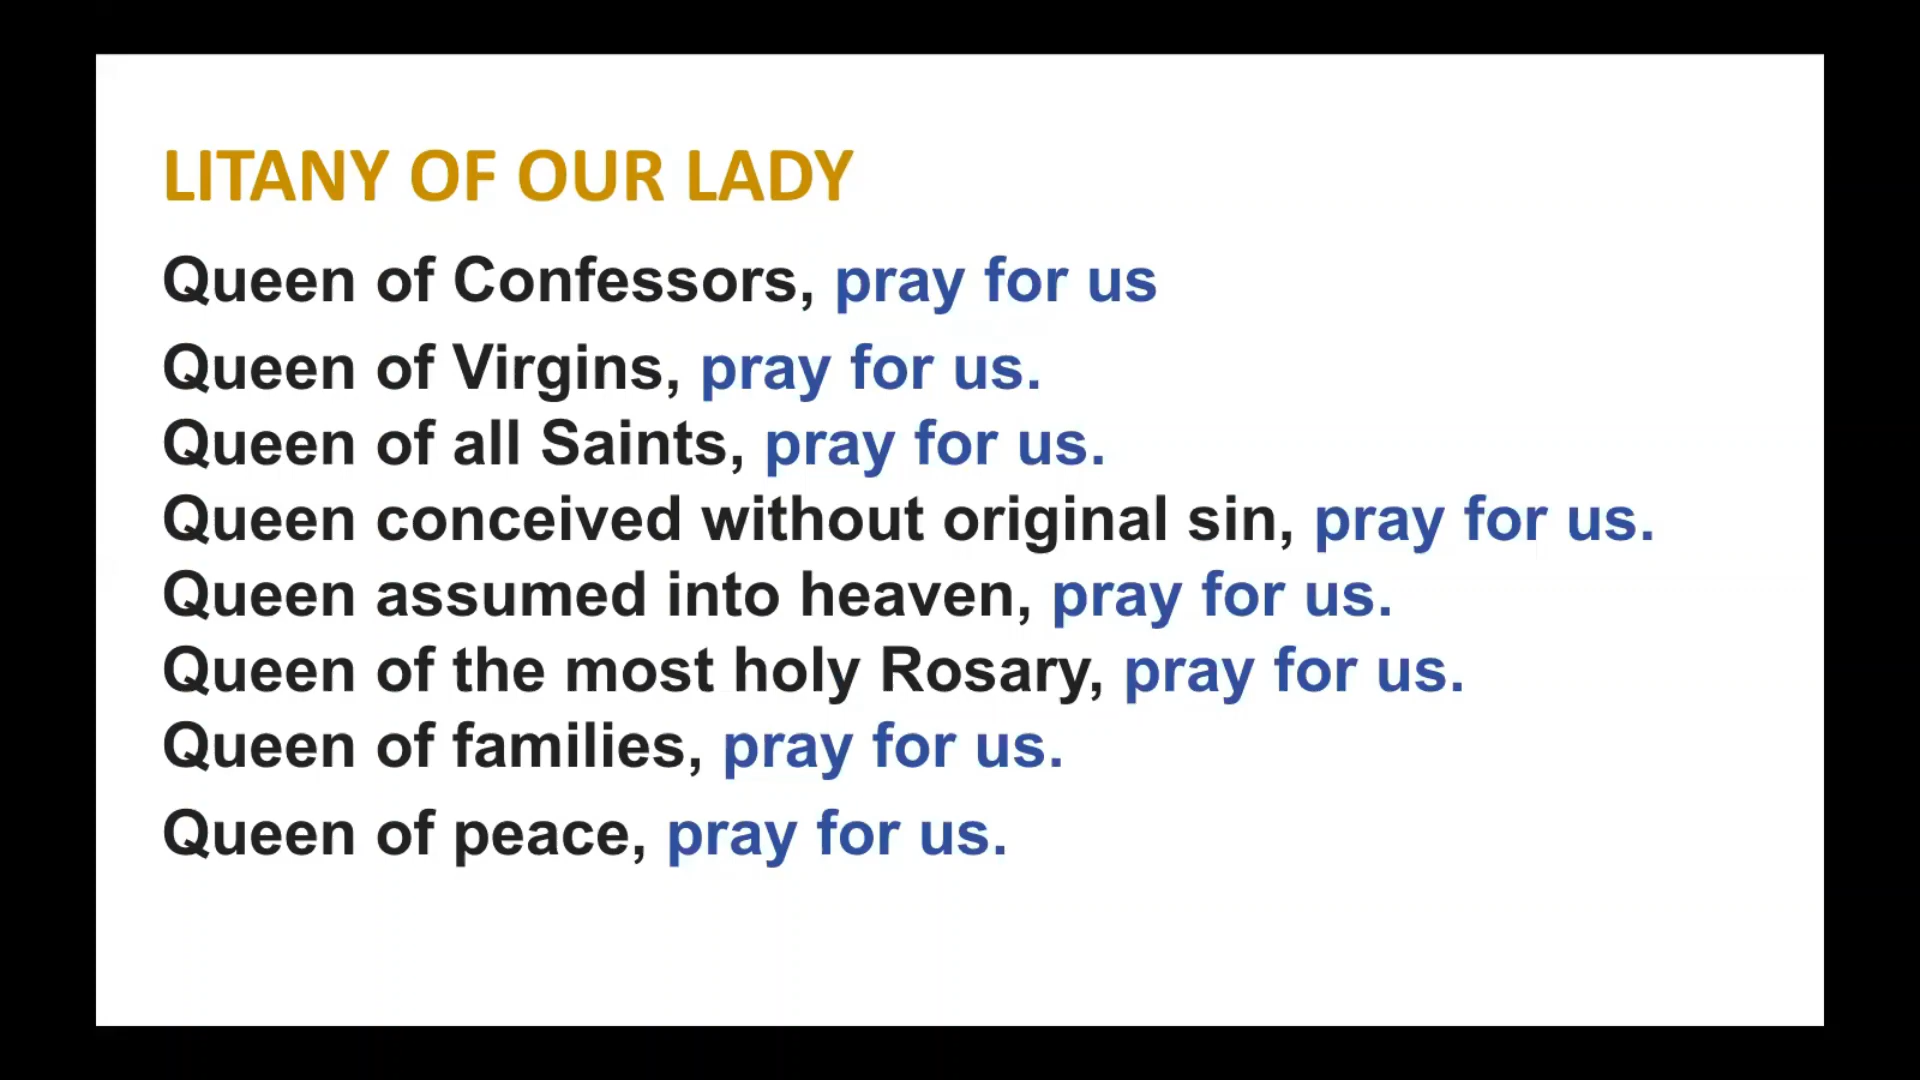 LITANY OF OUR LADY
Queen of Confessors, pray for us
Queen of Virgins, pray for us.
Queen of all Saints, pray for us.
Queen conceived without original sin, pray for us.
Queen assumed into heaven, pray for us.
Queen of the most holy Rosary, pray for us.
Queen of families, pray for us.
Queen of peace, pray for us.